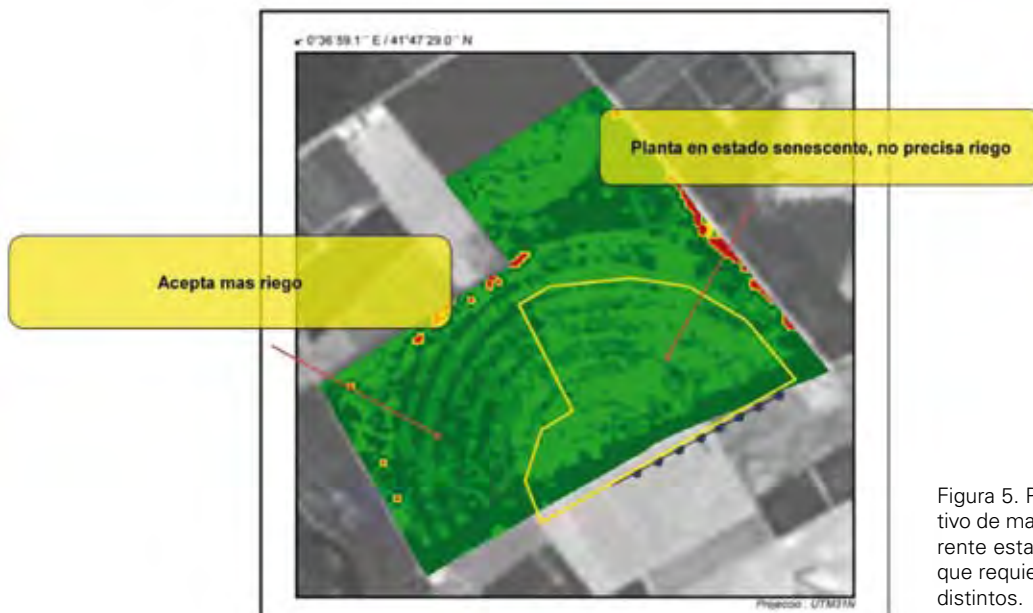 0°36'59.1'' E / 41°47'29.0'' N
Planta en estado senescente, no precisa riego
Acepta mas riego
Figura 5. P
tivo de ma
rente esta
que requie
distintos.
Projecció : UTM31N